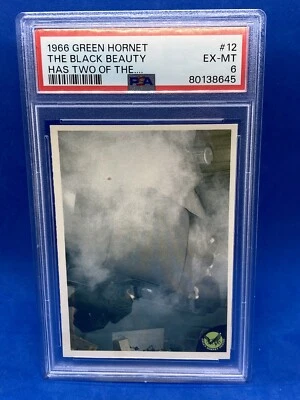 1966 GREEN HORNET #12
THE BLACK BEAUTY EX-MT
HAS TWO OF THE.... 6
PSA 80138645